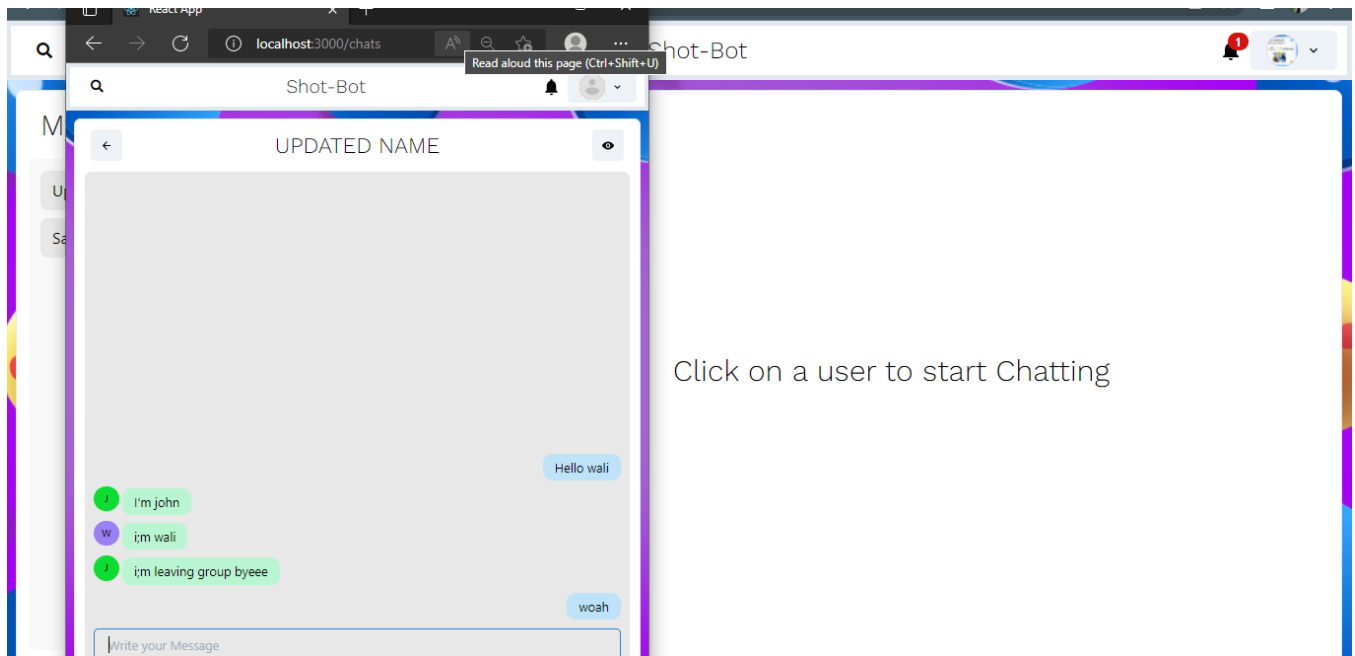 React App
localhost:3000/chats
Read aloud this page (Ctrl+Shift+U)
Shot-Bot
1
Shot-Bot
UPDATED NAME
Hello wali
J
I'm john
W
i;m wali
J
i;m leaving group byeee
woah
Write your Message
Click on a user to start Chatting